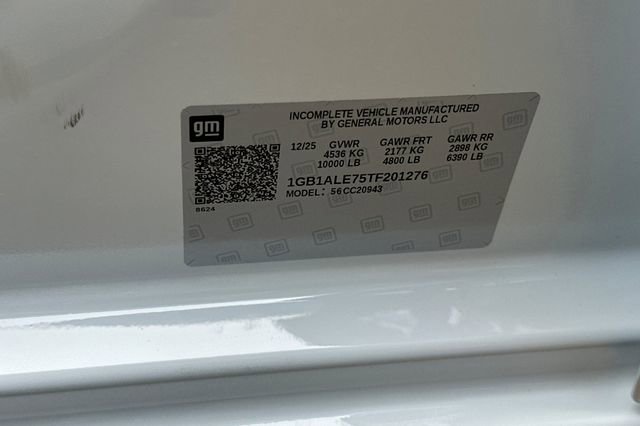 gm
INCOMPLETE VEHICLE MANUFACTURED
BY GENERAL MOTORS LLC
12/25 GVWR GAWR FRT GAWR RR
4536 KG 2177 KG 2898 KG
10000 LB 4800 LB 6390 LB
1GB1ALE75TF201276
MODEL: 56CC20943
8624